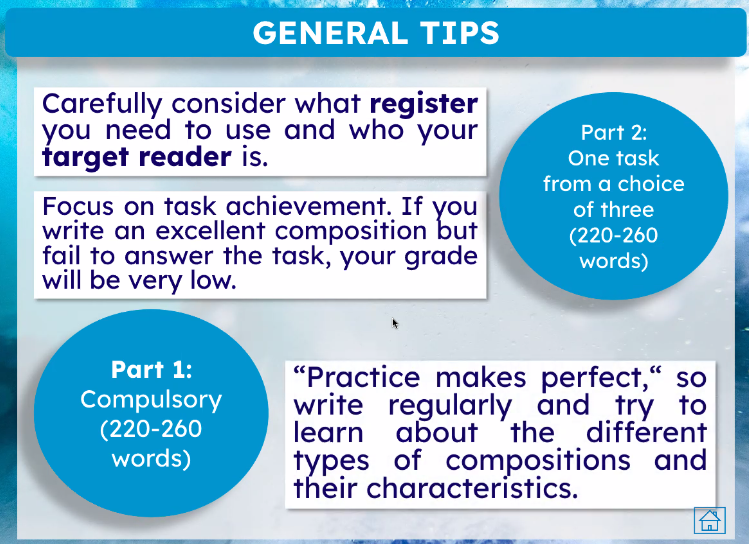 GENERAL TIPS
Carefully consider what register
you need to use and who your
target reader is.
Part 2:
One task
from a choice
of three
(220-260
words)
Focus on task achievement. If you
write an excellent composition but
fail to answer the task, your grade
will be very low.
Part 1:
Compulsory
(220-260
words)
“Practice makes perfect,“ so
write regularly and try to
learn about the different
types of compositions and
their characteristics.